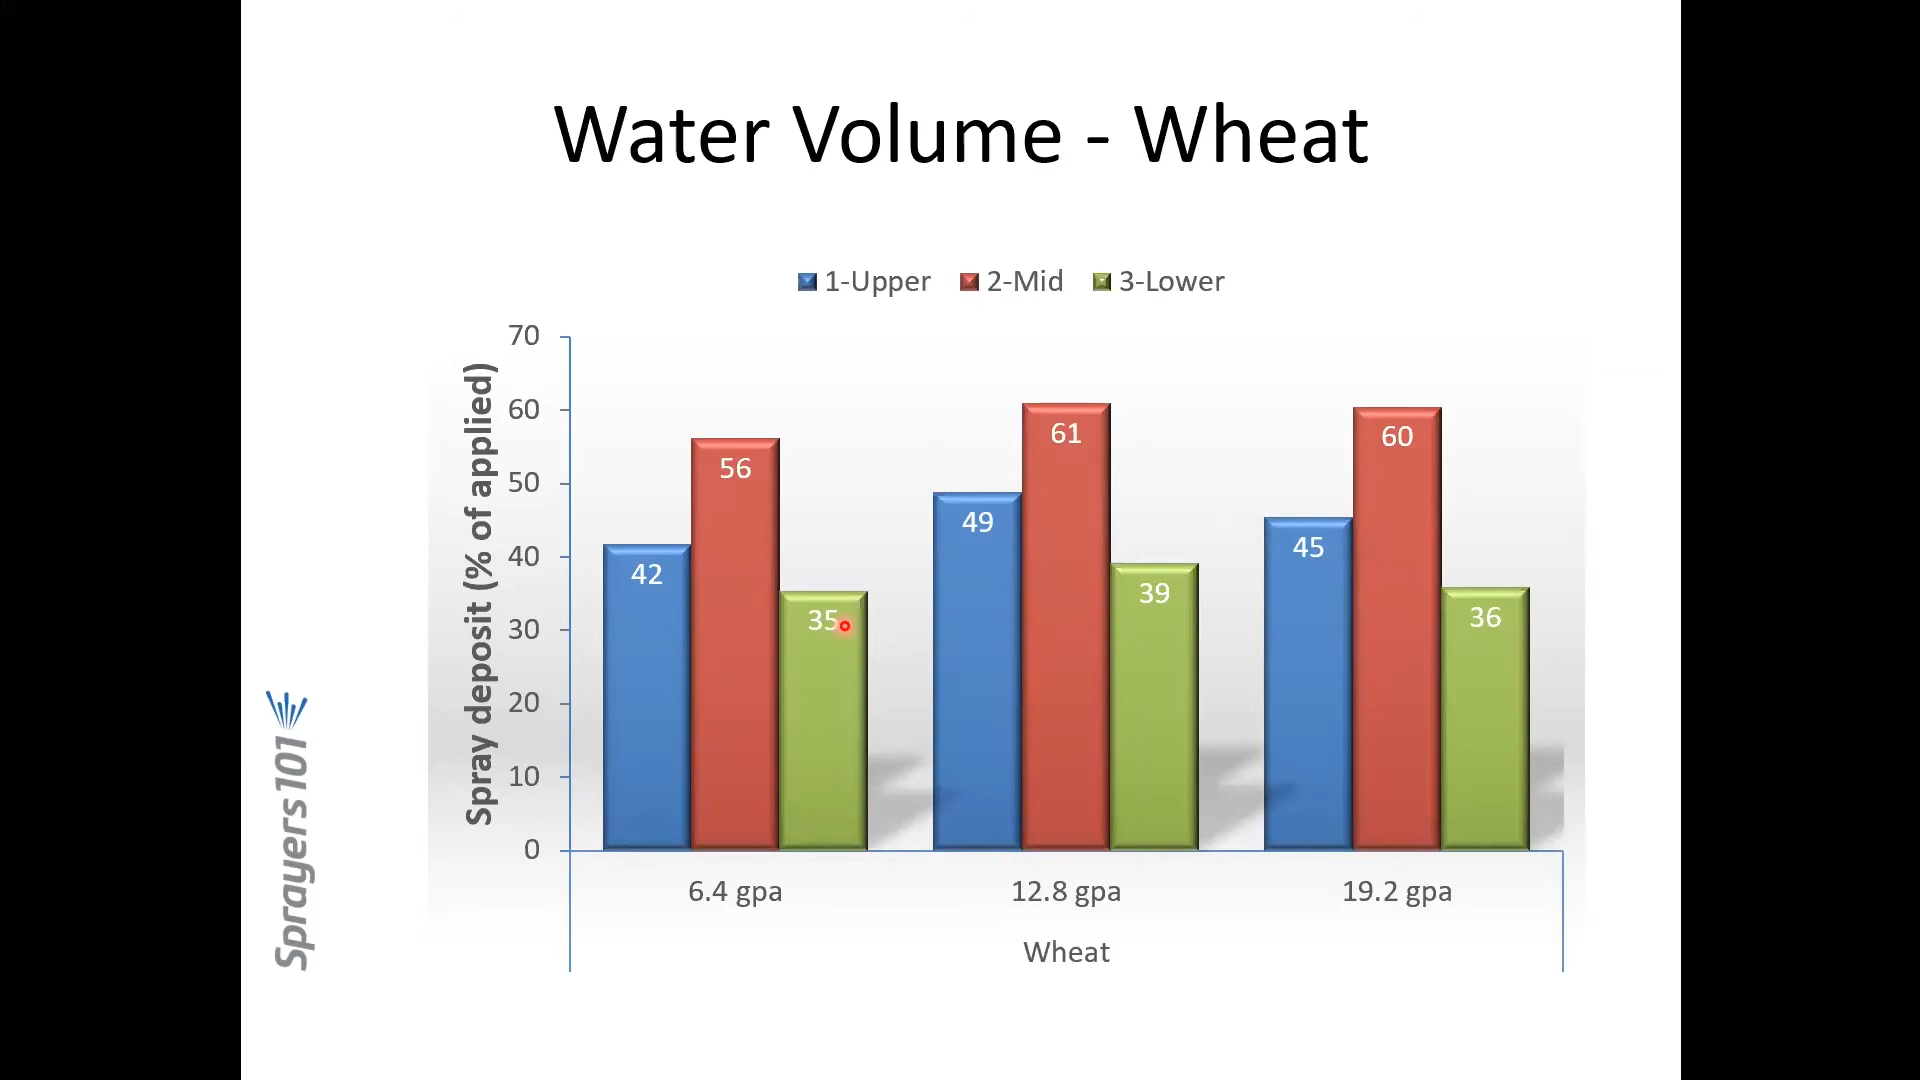 Water Volume - Wheat
1-Upper 2-Mid 3-Lower
Spray deposit (% of applied)
70
60
50
40
30
20
10
0
42 56 35
49 61 39
45 60 36
6.4 gpa 12.8 gpa 19.2 gpa
Wheat
Sprayers101